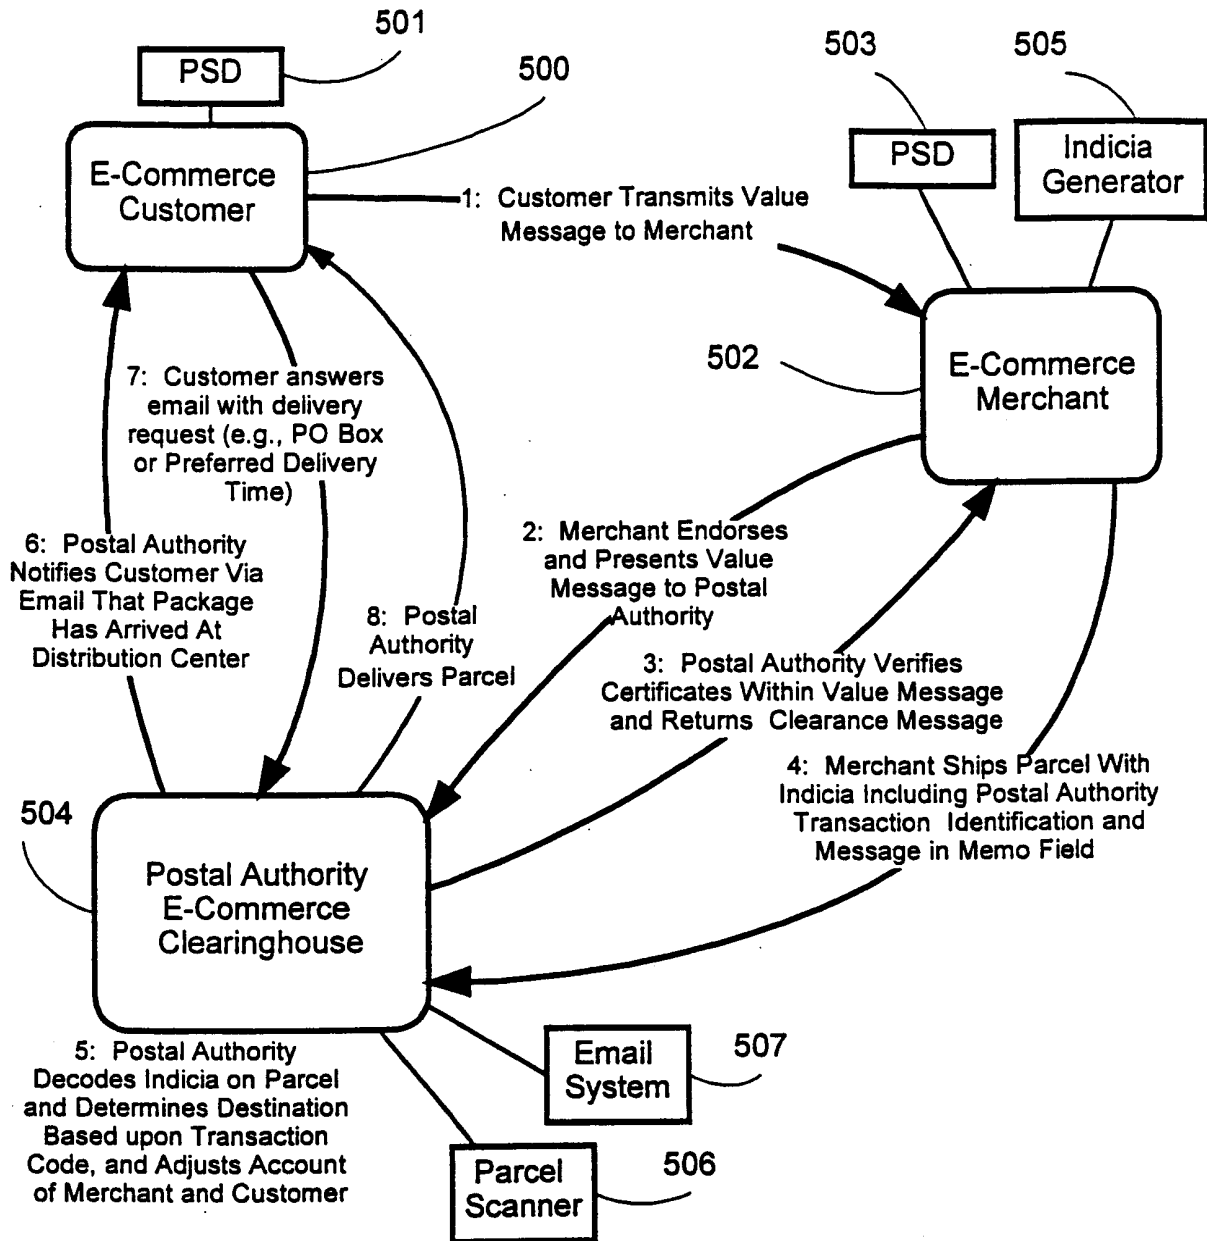 501
PSD
500
503
505
E-Commerce
Customer
PSD
Indicia
Generator
1: Customer Transmits Value
Message to Merchant
502
E-Commerce
Merchant
7: Customer answers
email with delivery
request (e.g., PO Box
or Preferred Delivery
Time)
6: Postal Authority
Notifies Customer Via
Email That Package
Has Arrived At
Distribution Center
8: Postal
Authority
Delivers Parcel
2: Merchant Endorses
and Presents Value
Message to Postal
Authority
3: Postal Authority Verifies
Certificates Within Value Message
and Returns Clearance Message
4: Merchant Ships Parcel With
Indicia Including Postal Authority
Transaction Identification and
Message in Memo Field
504
Postal Authority
E-Commerce
Clearinghouse
5: Postal Authority
Decodes Indicia on Parcel
and Determines Destination
Based upon Transaction
Code, and Adjusts Account
of Merchant and Customer
Email
System
507
Parcel
Scanner
506